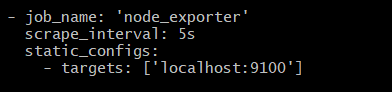 - job_name: 'node_exporter'
  scrape_interval: 5s
  static_configs:
    - targets: ['localhost:9100']